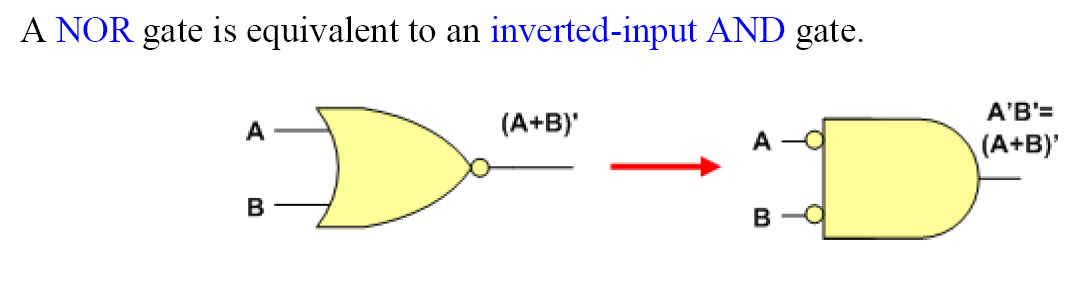 A NOR gate is equivalent to an inverted-input AND gate.
A
B
(A+B)'
A
B
A'B'=
(A+B)'